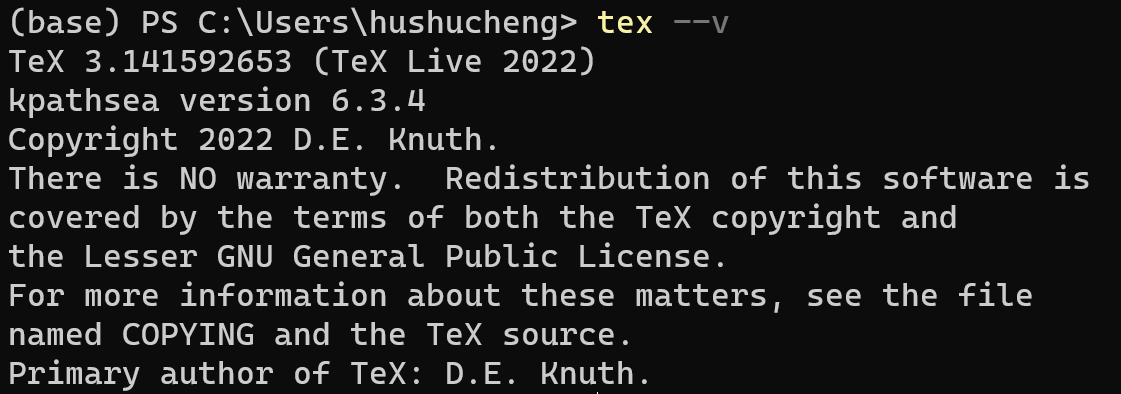 (base) PS C:\Users\hushucheng> tex --v
TeX 3.141592653 (TeX Live 2022)
kpathsea version 6.3.4
Copyright 2022 D.E. Knuth.
There is NO warranty.  Redistribution of this software is
covered by the terms of both the TeX copyright and
the Lesser GNU General Public License.
For more information about these matters, see the file
named COPYING and the TeX source.
Primary author of TeX: D.E. Knuth.